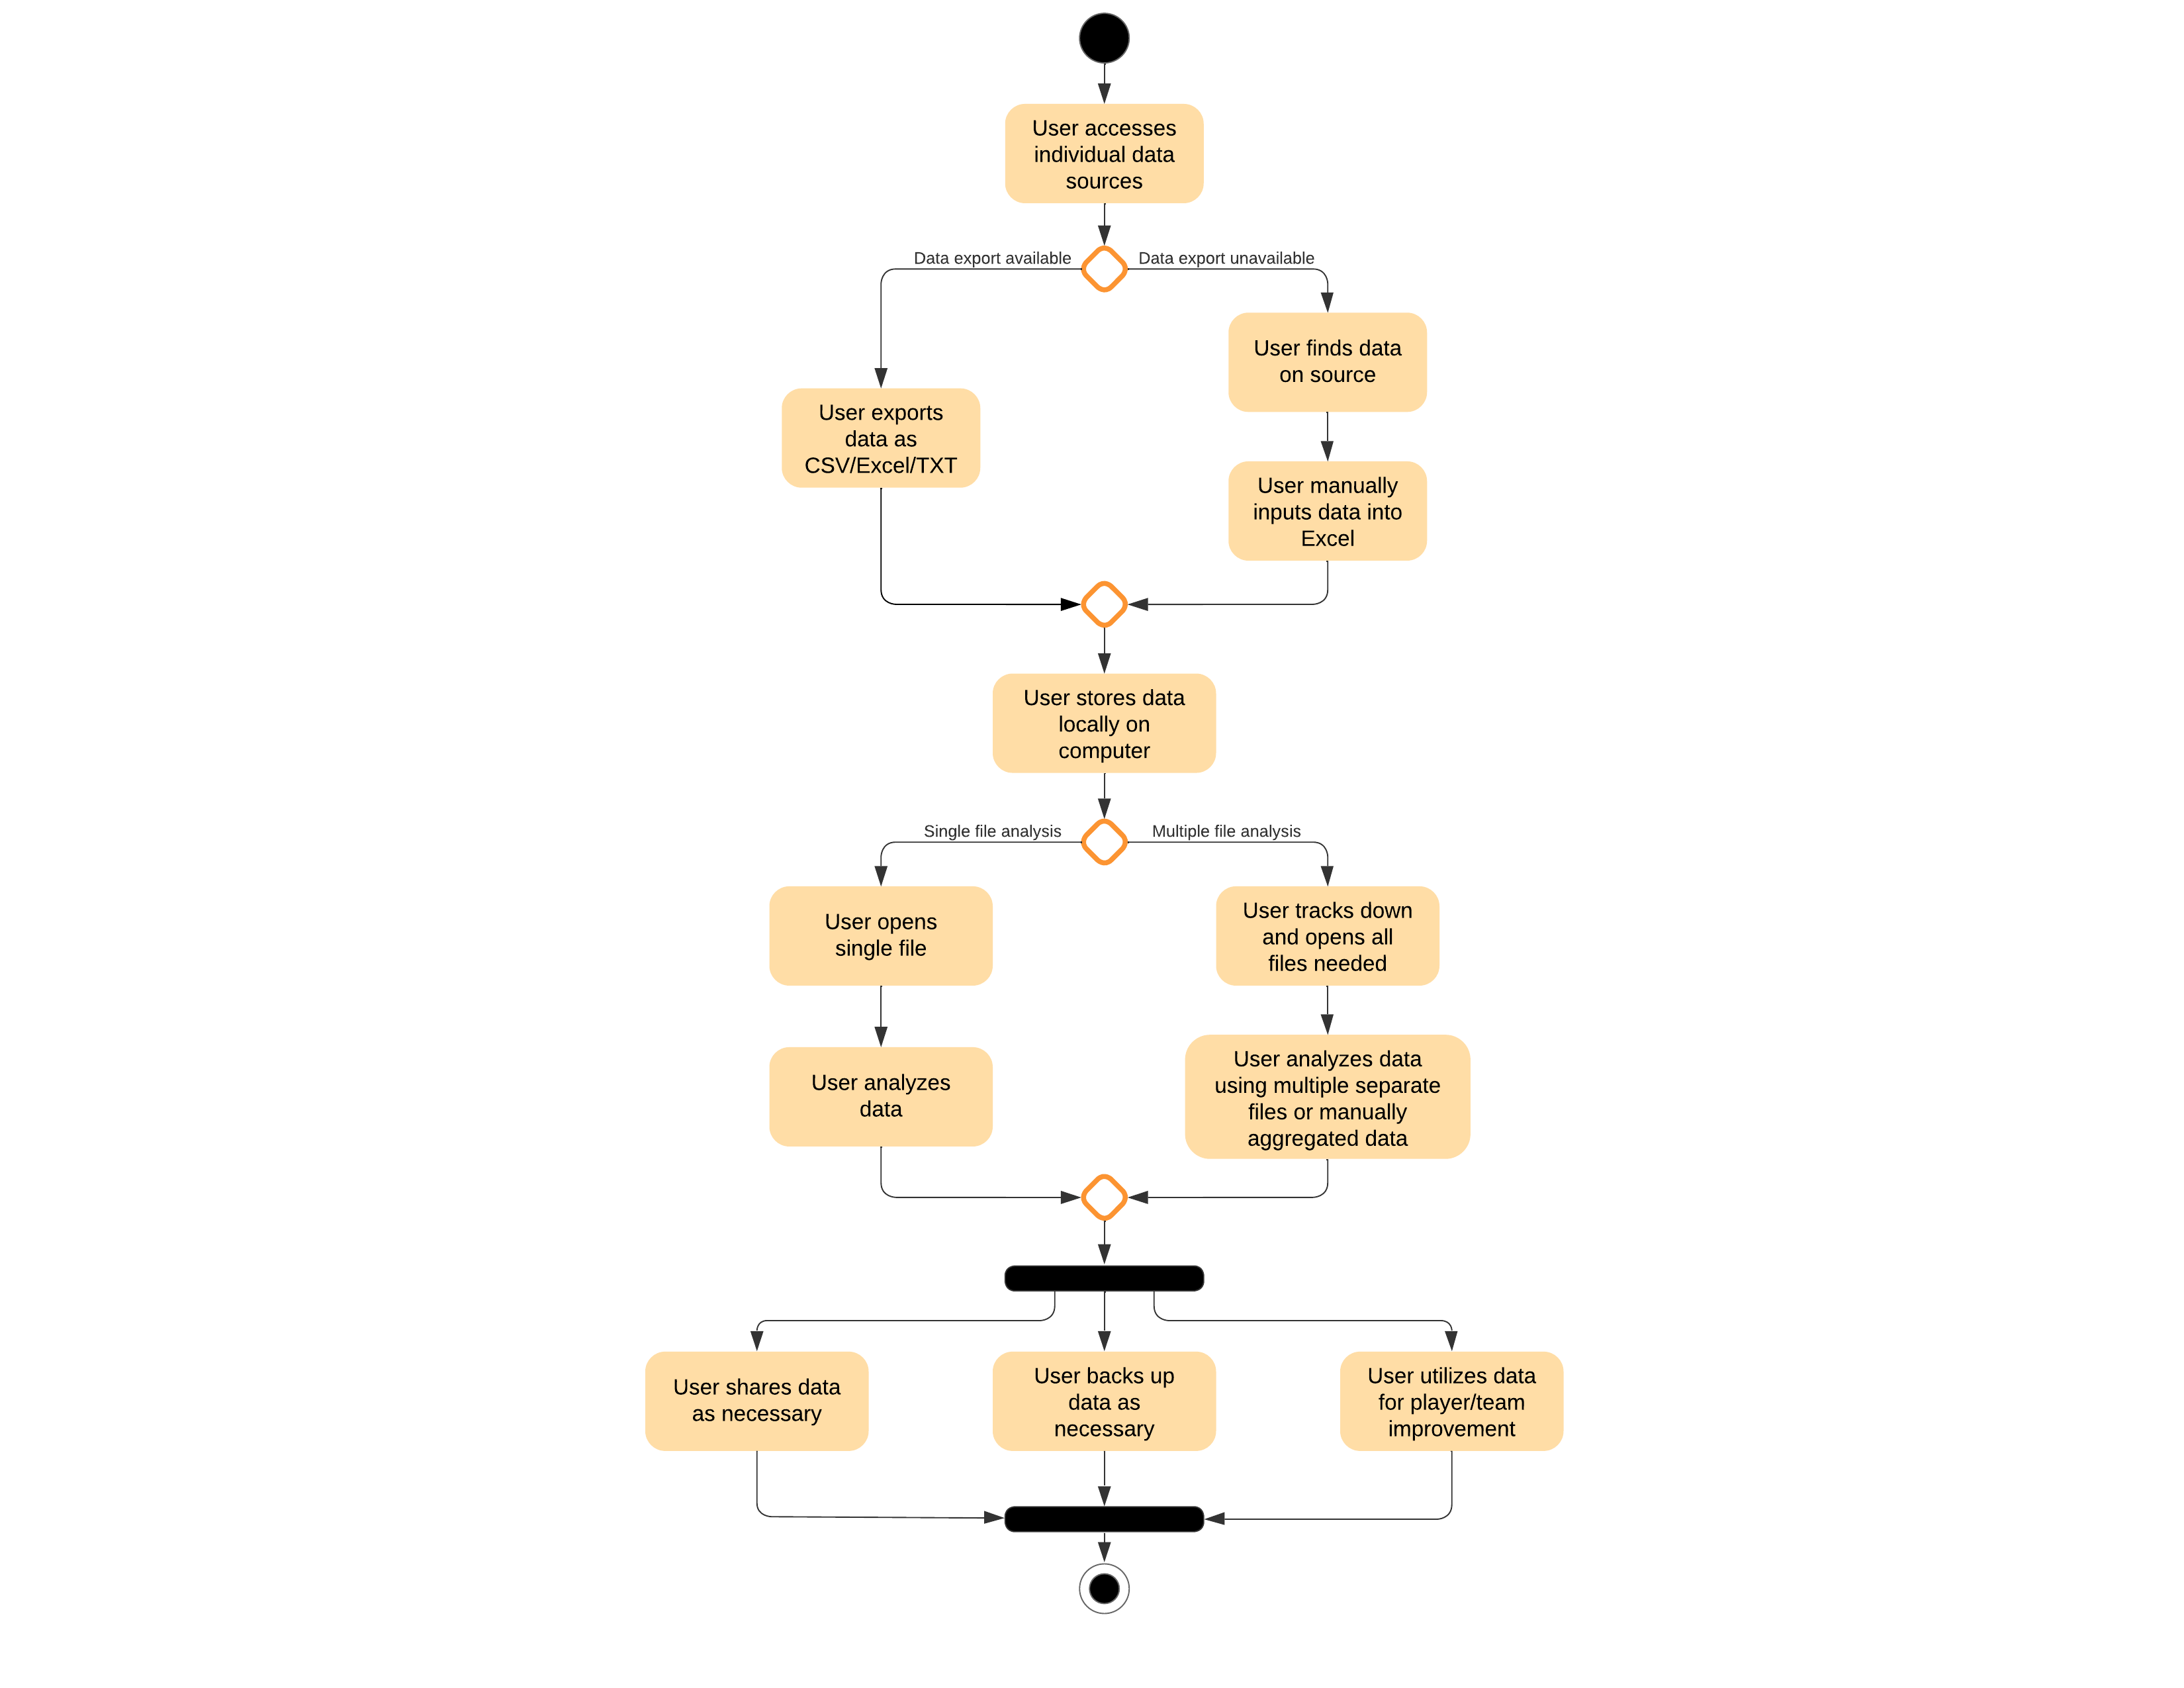 User accesses
individual data
sources
Data export available
Data export unavailable
User finds data
on source
User exports
data as
CSV/Excel/TXT
User manually
inputs data into
Excel
User stores data
locally on
computer
Single file analysis
Multiple file analysis
User opens
single file
User tracks down
and opens all
files needed
User analyzes
data
User analyzes data
using multiple separate
files or manually
aggregated data
User shares data
as necessary
User backs up
data as
necessary
User utilizes data
for player/team
improvement